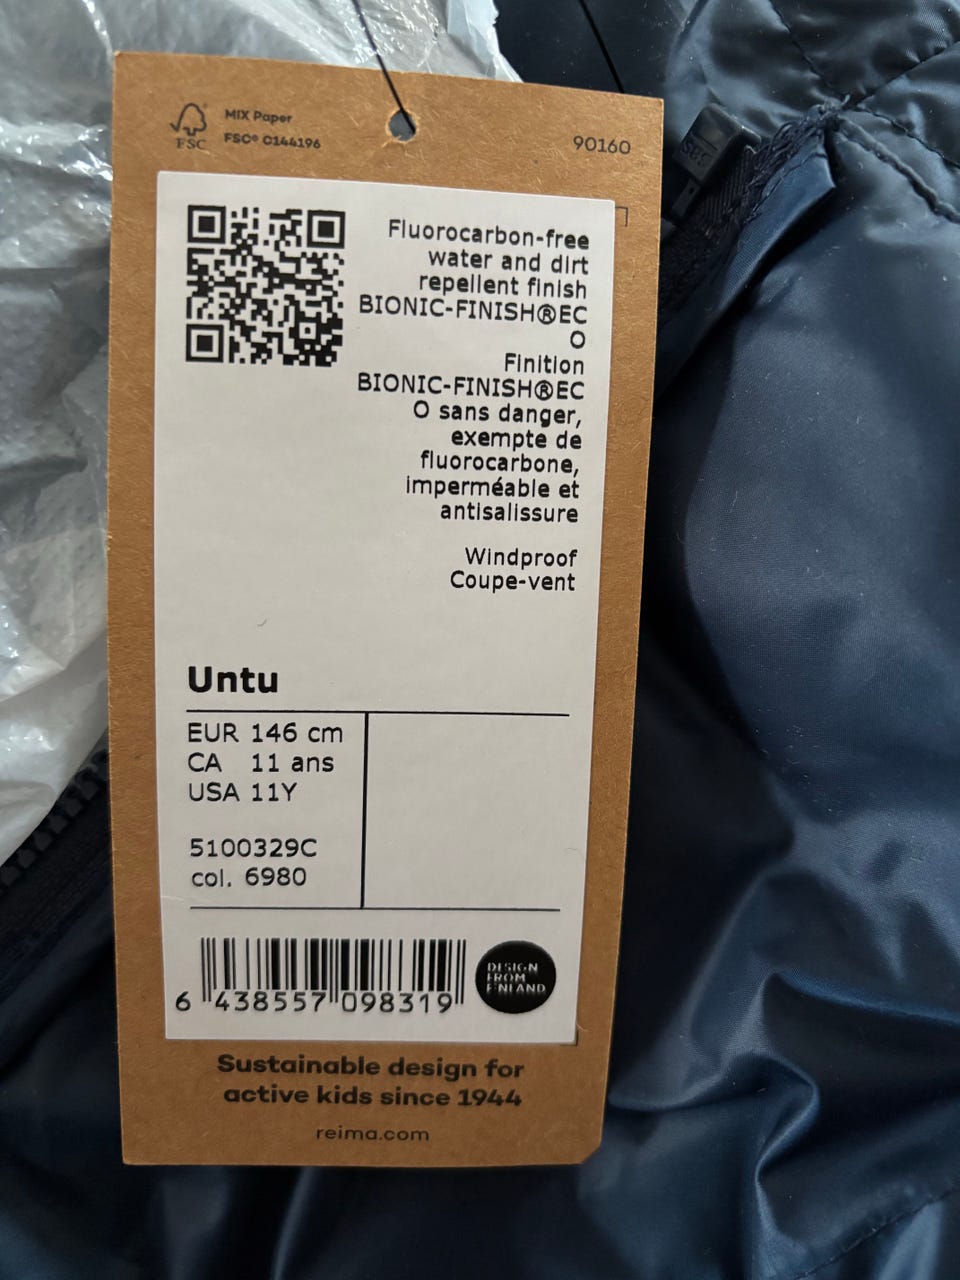 MIX Paper
FSC® C144196
FSC
90160
SBS
Fluorocarbon-free
water and dirt
repellent finish
BIONIC-FINISH®EC
O
Finition
BIONIC-FINISH®EC
O sans danger,
exempte de
fluorocarbone,
imperméable et
antisalissure
Windproof
Coupe-vent
Untu
EUR 146 cm
CA 11 ans
USA 11Y
5100329C
col. 6980
6 438557 098319
DESIGN
FROM
FINLAND
Sustainable design for
active kids since 1944
reima.com